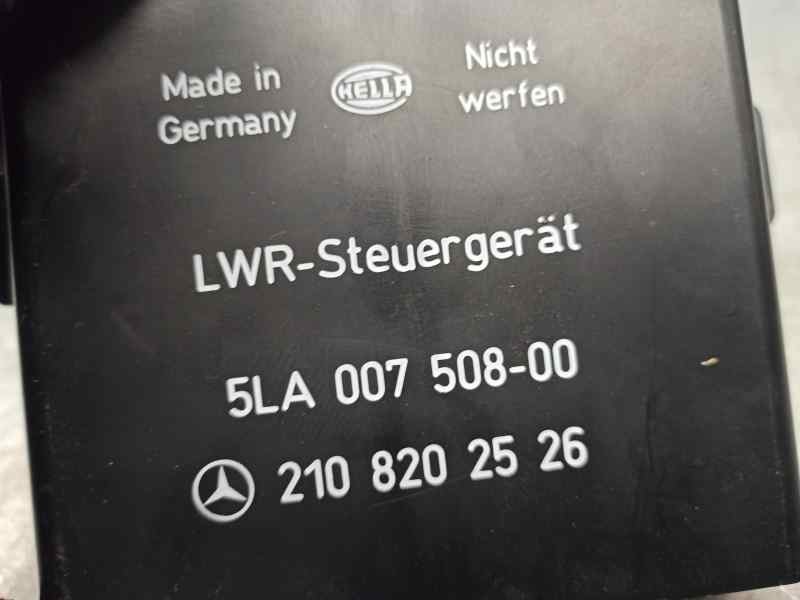 Made in
Germany
HELLA
Nicht
werfen
LWR-Steuergerät
5LA 007 508-00
210 820 25 26